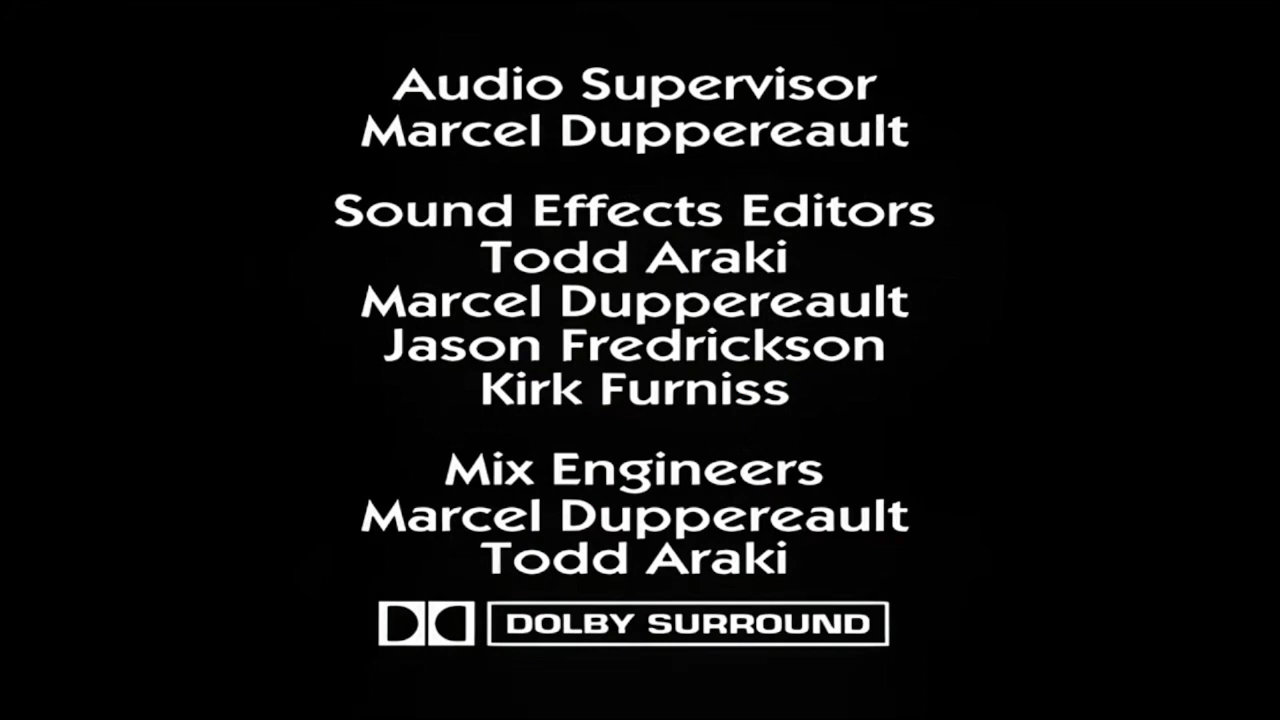 Audio Supervisor
Marcel Duppereault
Sound Effects Editors
Todd Araki
Marcel Duppereault
Jason Fredrickson
Kirk Furniss
Mix Engineers
Marcel Duppereault
Todd Araki
DOLBY SURROUND